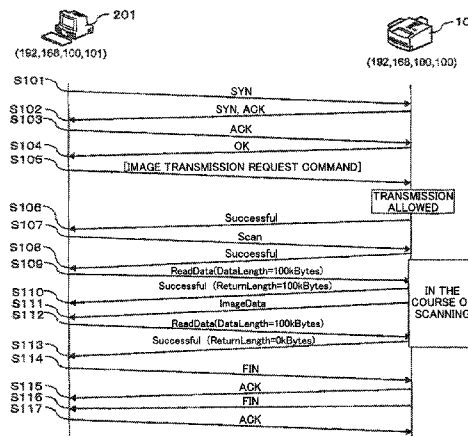 201
10
(192,168,100,101)
(192,168,100,100)
S101
SYN
S102
SYN, ACK
S103
ACK
S104
OK
S105
[IMAGE TRANSMISSION REQUEST COMMAND]
TRANSMISSION
ALLOWED
S106
Successful
S107
Scan
S108
Successful
S109
ReadData(DataLength=100kBytes)
S110
Successful (ReturnLength=100kBytes)
S111
ImageData
S112
ReadData(DataLength=100kBytes)
IN THE
COURSE O
SCANNING
S113
Successful (ReturnLength=0kBytes)
S114
FIN
S115
ACK
S116
FIN
S117
ACK